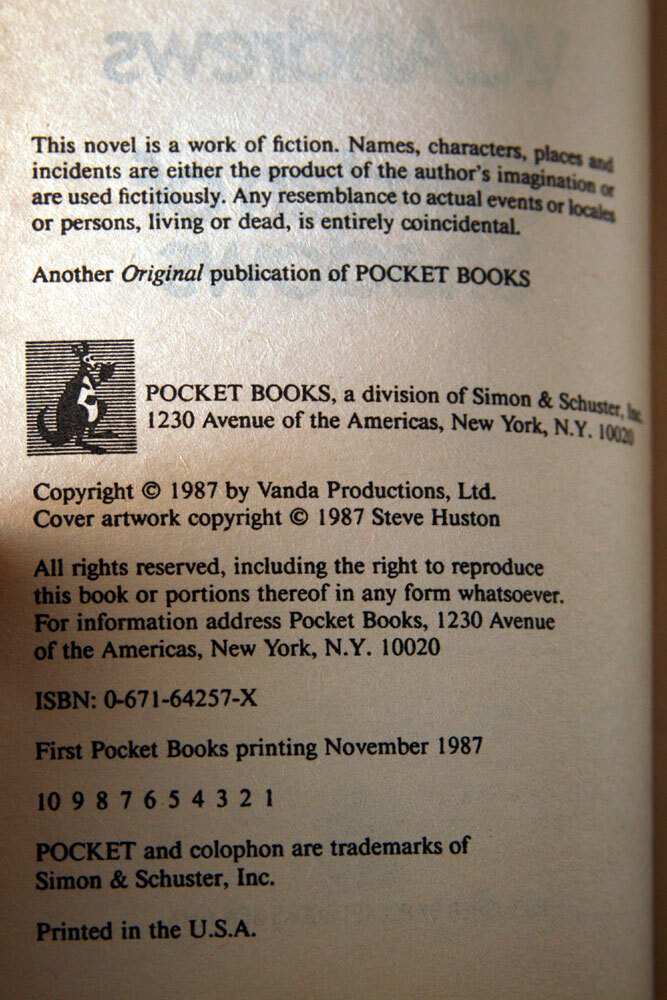 This novel is a work of fiction. Names, characters, places and
incidents are either the product of the author's imagination or
are used fictitiously. Any resemblance to actual events or locales
or persons, living or dead, is entirely coincidental.
Another Original publication of POCKET BOOKS
POCKET BOOKS, a division of Simon & Schuster, Inc.
1230 Avenue of the Americas, New York, N.Y. 10020
Copyright © 1987 by Vanda Productions, Ltd.
Cover artwork copyright © 1987 Steve Huston
All rights reserved, including the right to reproduce
this book or portions thereof in any form whatsoever.
For information address Pocket Books, 1230 Avenue
of the Americas, New York, N.Y. 10020
ISBN: 0-671-64257-X
First Pocket Books printing November 1987
10 9 8 7 6 5 4 3 2 1
POCKET and colophon are trademarks of
Simon & Schuster, Inc.
Printed in the U.S.A.